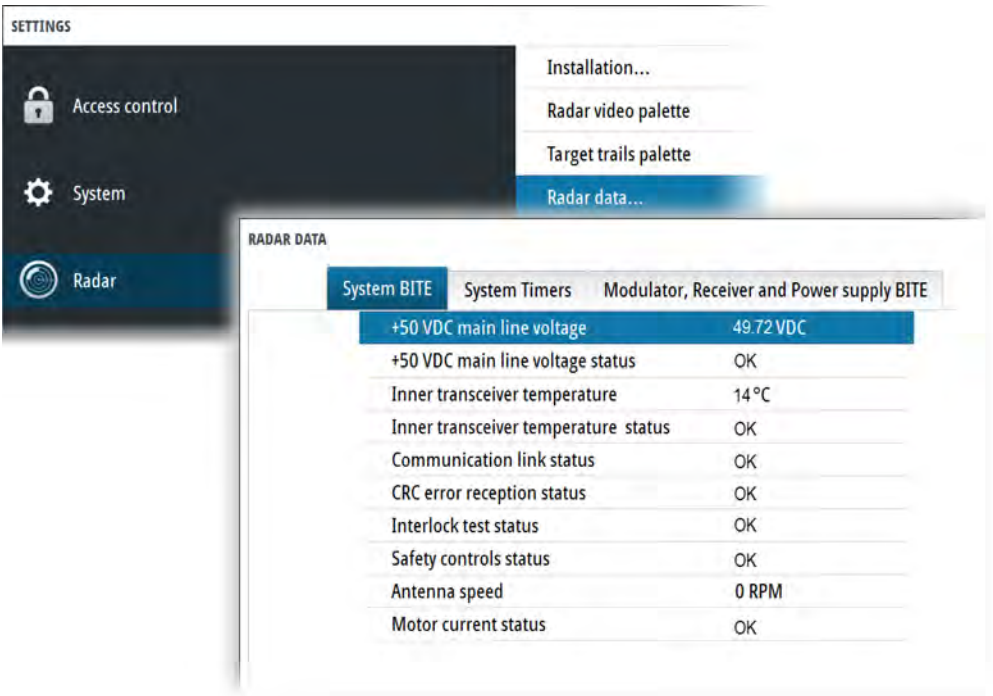 SETTINGS
Access control
System
Radar
Installation...
Radar video palette
Target trails palette
Radar data...
RADAR DATA
System BITE System Timers Modulator, Receiver and Power supply BITE
+50 VDC main line voltage 49.72 VDC
+50 VDC main line voltage status OK
Inner transceiver temperature 14 °C
Inner transceiver temperature status OK
Communication link status OK
CRC error reception status OK
Interlock test status OK
Safety controls status OK
Antenna speed 0 RPM
Motor current status OK